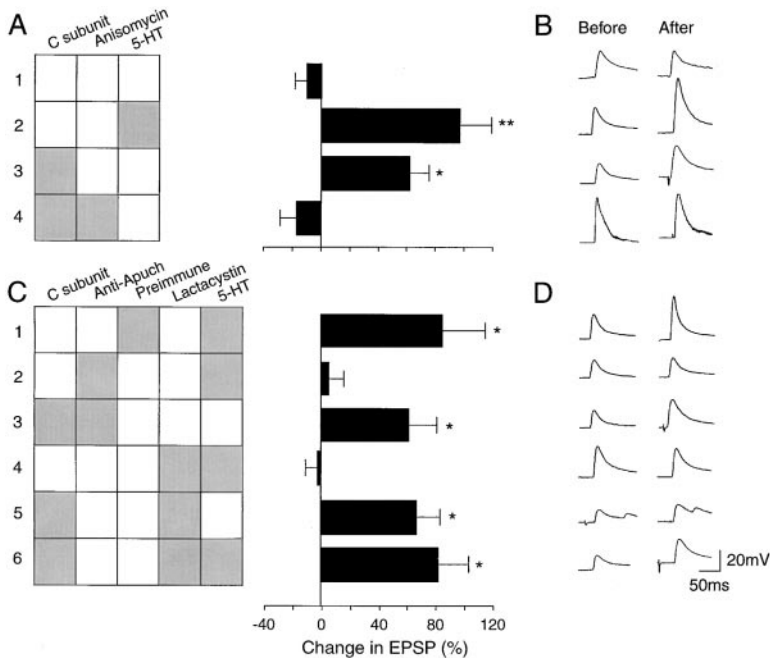 A
C subunit
Anisomycin
5-HT
1
2
3
4
**
*
B
Before After
C
C subunit
Anti-Apuch
Preimmune
Lactacystin
5-HT
1
2
3
4
5
6
*
*
*
*
-40 0 40 80 120
Change in EPSP (%)
D
20mV
50ms